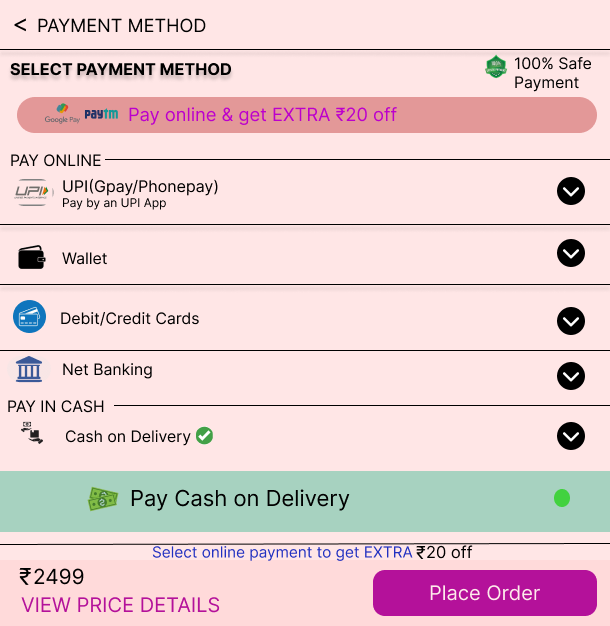 < PAYMENT METHOD
SELECT PAYMENT METHOD
100% Safe
Payment
Google Pay paytm Pay online & get EXTRA ₹20 off
PAY ONLINE
UPI
UPI(Gpay/Phonepay)
Pay by an UPI App
Wallet
Debit/Credit Cards
Net Banking
PAY IN CASH
Cash on Delivery
Pay Cash on Delivery
Select online payment to get EXTRA ₹20 off
₹2499
VIEW PRICE DETAILS
Place Order